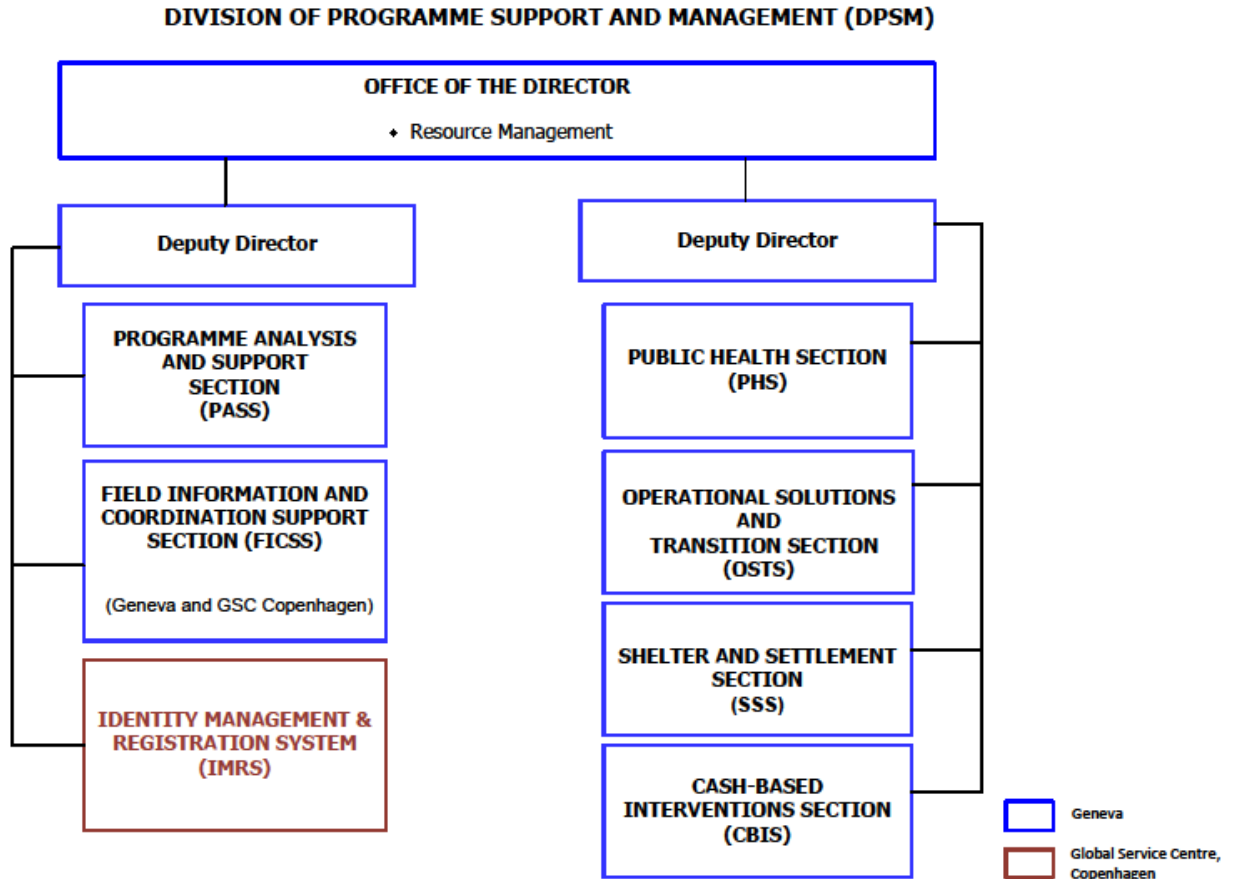 DIVISION OF PROGRAMME SUPPORT AND MANAGEMENT (DPSM)
OFFICE OF THE DIRECTOR
♦ Resource Management
Deputy Director
PROGRAMME ANALYSIS
AND SUPPORT
SECTION
(PASS)
FIELD INFORMATION AND
COORDINATION SUPPORT
SECTION (FICSS)
(Geneva and GSC Copenhagen)
IDENTITY MANAGEMENT &
REGISTRATION SYSTEM
(IMRS)
Deputy Director
PUBLIC HEALTH SECTION
(PHS)
OPERATIONAL SOLUTIONS
AND
TRANSITION SECTION
(OSTS)
SHELTER AND SETTLEMENT
SECTION
(SSS)
CASH-BASED
INTERVENTIONS SECTION
(CBIS)
Geneva
Global Service Centre,
Copenhagen